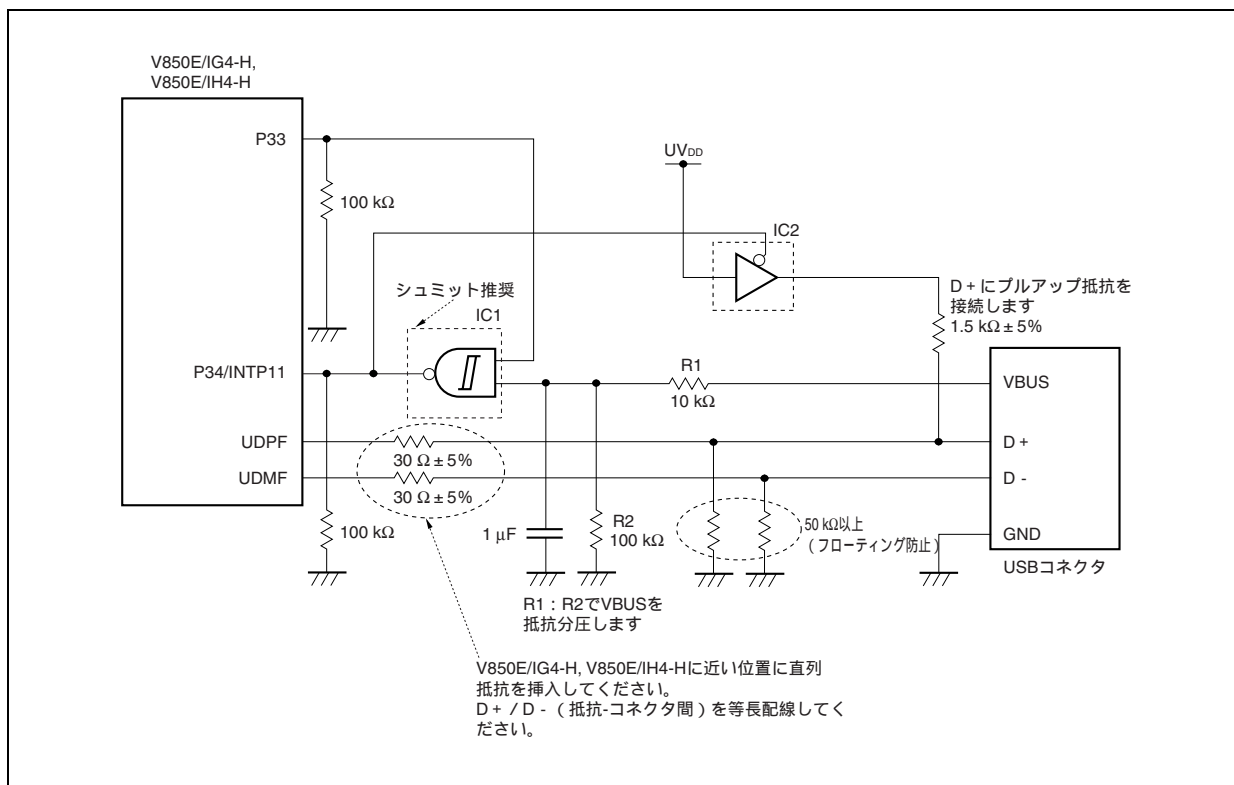 V850E/IG4-H,
V850E/IH4-H
P33
100 kΩ
UVDD
IC2
D+にプルアップ抵抗を
接続します
1.5 kΩ±5%
シュミット推奨
IC1
P34/INTP11
R1
10 kΩ
VBUS
UDPF
30 Ω±5%
D+
UDMF
30 Ω±5%
D-
100 kΩ
1 μF
R2
100 kΩ
50 kΩ以上
(フローティング防止)
GND
USBコネクタ
R1：R2でVBUSを
抵抗分圧します
V850E/IG4-H, V850E/IH4-Hに近い位置に直列
抵抗を挿入してください。
D+/D-（抵抗-コネクタ間）を等長配線してく
ださい。